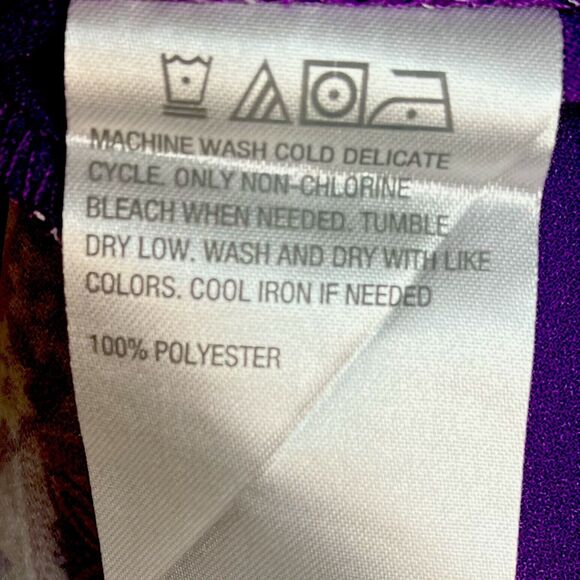 MACHINE WASH COLD DELICATE
CYCLE. ONLY NON-CHLORINE
BLEACH WHEN NEEDED. TUMBLE
DRY LOW. WASH AND DRY WITH LIKE
COLORS. COOL IRON IF NEEDED
100% POLYESTER